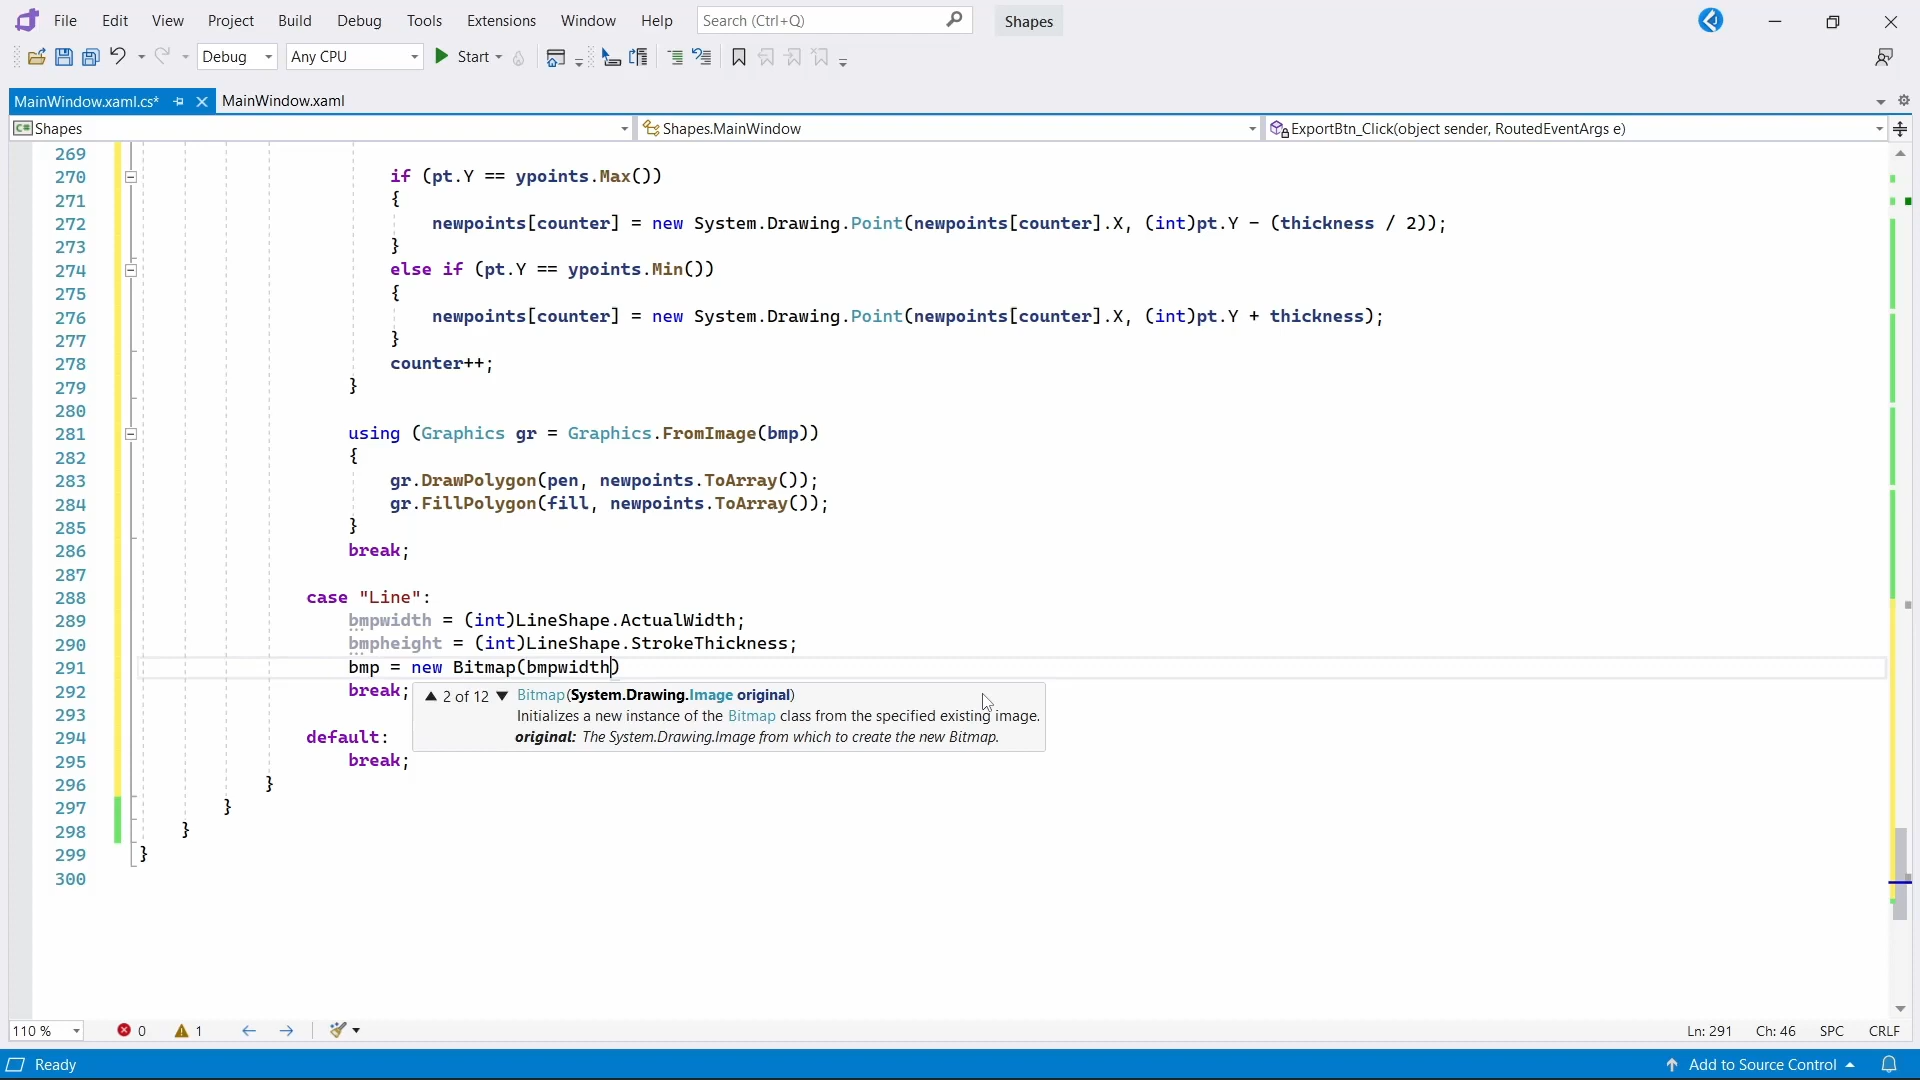 File Edit View Project Build Debug Tools Extensions Window Help Search (Ctrl+Q) Shapes
Debug Any CPU Start
MainWindow.xaml.cs* MainWindow.xaml
C# Shapes Shapes.MainWindow ExportBtn_Click(object sender, RoutedEventArgs e)
269
270 if (pt.Y == ypoints.Max())
271 {
272 newpoints[counter] = new System.Drawing.Point(newpoints[counter].X, (int)pt.Y - (thickness / 2));
273 }
274 else if (pt.Y == ypoints.Min())
275 {
276 newpoints[counter] = new System.Drawing.Point(newpoints[counter].X, (int)pt.Y + thickness);
277 }
278 counter++;
279 }
280
281 using (Graphics gr = Graphics.FromImage(bmp))
282 {
283 gr.DrawPolygon(pen, newpoints.ToArray());
284 gr.FillPolygon(fill, newpoints.ToArray());
285 }
286 break;
287
288 case "Line":
289 bmpwidth = (int)LineShape.ActualWidth;
290 bmpheight = (int)LineShape.StrokeThickness;
291 bmp = new Bitmap(bmpwidth)
292 break; ▲ 2 of 12 ▼ Bitmap(System.Drawing.Image original)
293 Initializes a new instance of the Bitmap class from the specified existing image.
294 default: original: The System.Drawing.Image from which to create the new Bitmap.
295 break;
296 }
297 }
298 }
299 }
300
110 % 0 1 Ln: 291 Ch: 46 SPC CRLF
Ready Add to Source Control